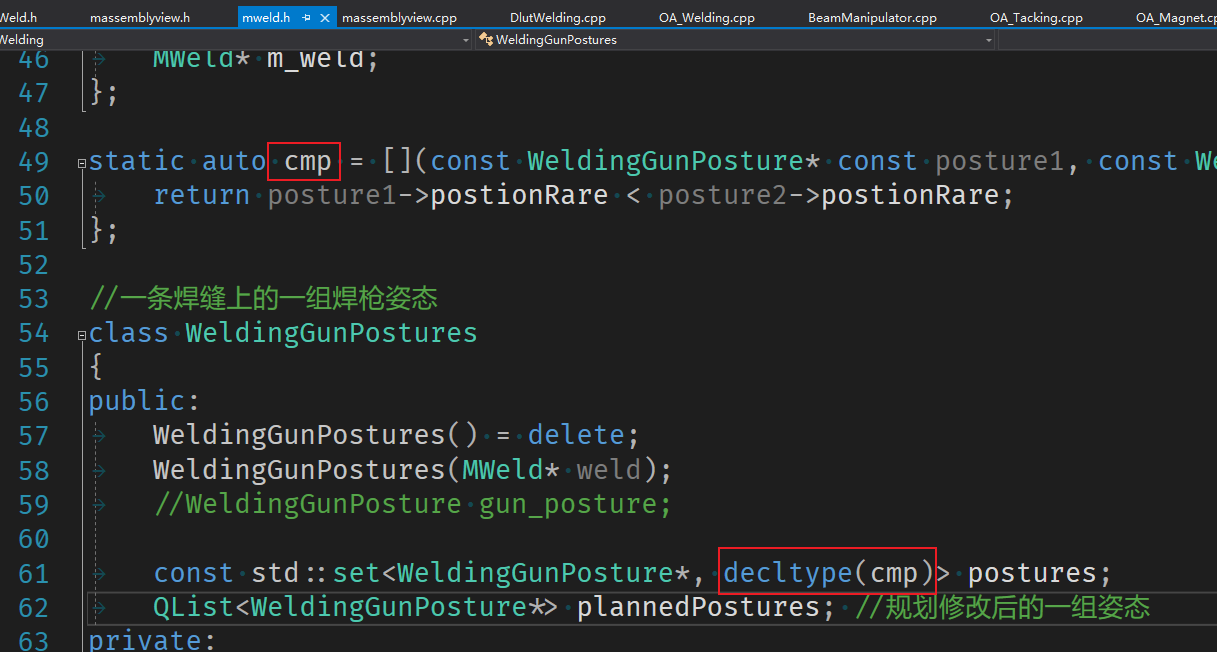 Weld.h massemblyview.h mweld.h massemblyview.cpp DlutWelding.cpp OA_Welding.cpp BeamManipulator.cpp OA_Tacking.cpp OA_Magnet.cp
Welding WeldingGunPostures
46 MWeld* m_weld;
47 };
48
49 static auto cmp = [](const WeldingGunPosture* const posture1, const We
50 return posture1->postionRare < posture2->postionRare;
51 };
52
53 //一条焊缝上的一组焊枪姿态
54 class WeldingGunPostures
55 {
56 public:
57 WeldingGunPostures() = delete;
58 WeldingGunPostures(MWeld* weld);
59 //WeldingGunPosture gun_posture;
60
61 const std::set<WeldingGunPosture*, decltype(cmp)> postures;
62 QList<WeldingGunPosture*> plannedPostures; //规划修改后的一组姿态
63 private: